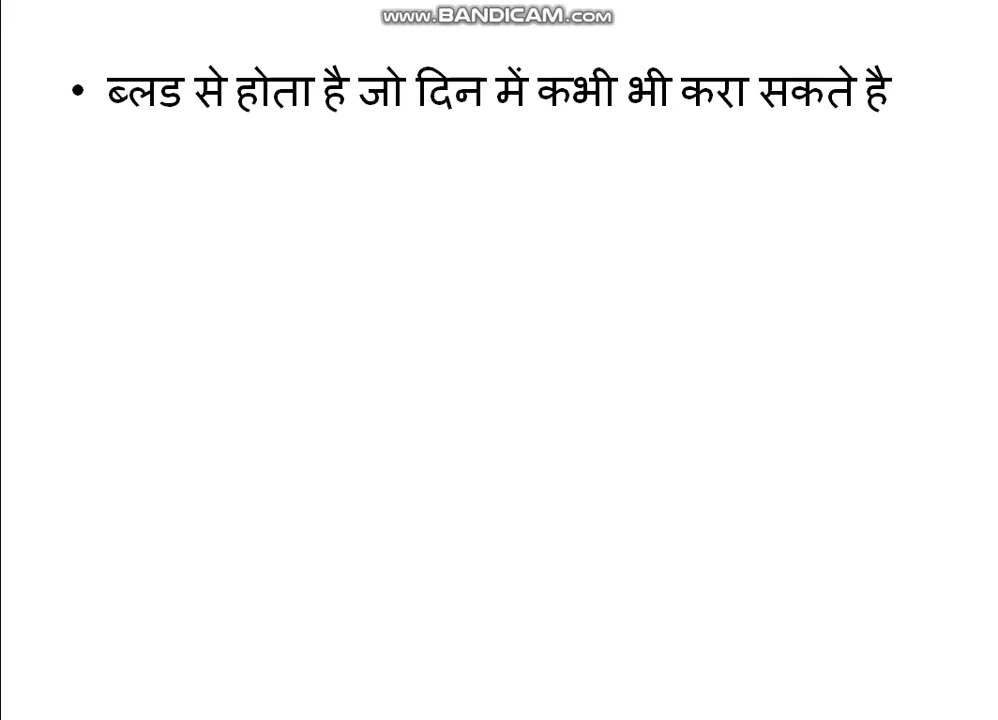 www.BANDICAM.com
• ब्लड से होता है जो दिन में कभी भी करा सकते है